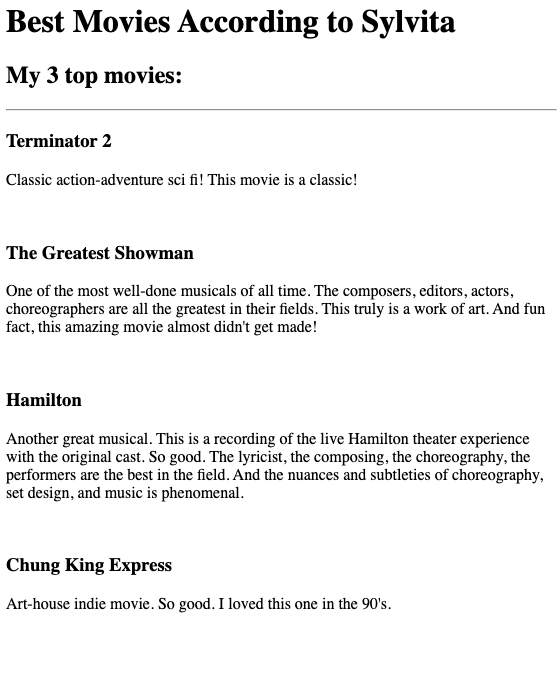 Best Movies According to Sylvita
My 3 top movies:
Terminator 2
Classic action-adventure sci fi! This movie is a classic!
The Greatest Showman
One of the most well-done musicals of all time. The composers, editors, actors,
choreographers are all the greatest in their fields. This truly is a work of art. And fun
fact, this amazing movie almost didn't get made!
Hamilton
Another great musical. This is a recording of the live Hamilton theater experience
with the original cast. So good. The lyricist, the composing, the choreography, the
performers are the best in the field. And the nuances and subtleties of choreography,
set design, and music is phenomenal.
Chung King Express
Art-house indie movie. So good. I loved this one in the 90's.